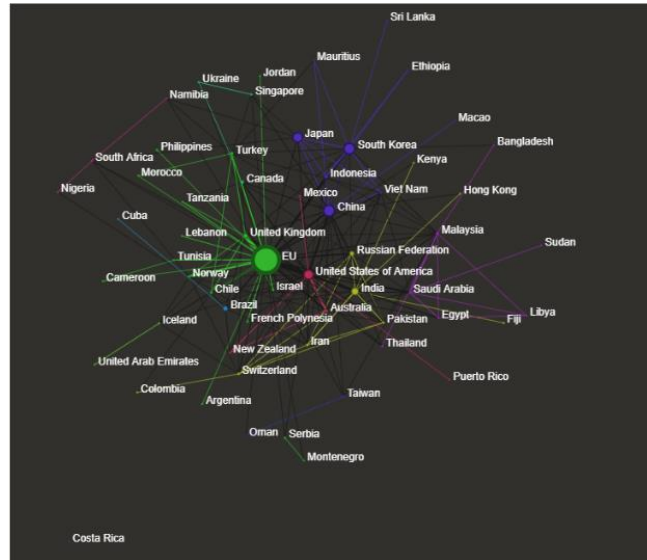 Sri Lanka
Mauritius
Ethiopia
Jordan
Ukraine
Singapore
Namibia
Macao
Japan
South Korea
Bangladesh
Philippines
Turkey
South Africa
Kenya
Morocco
Indonesia
Canada
Nigeria
Mexico
Viet Nam
Hong Kong
Tanzania
China
Cuba
Lebanon
United Kingdom
Malaysia
Sudan
Russian Federation
EU
Tunisia
Norway
United States of America
Cameroon
Chile
Israel
India
Saudi Arabia
Brazil
Australia
Iceland
French Polynesia
Pakistan
Egypt
Fiji
Libya
New Zealand
Iran
Thailand
United Arab Emirates
Switzerland
Puerto Rico
Colombia
Taiwan
Argentina
Oman
Serbia
Montenegro
Costa Rica